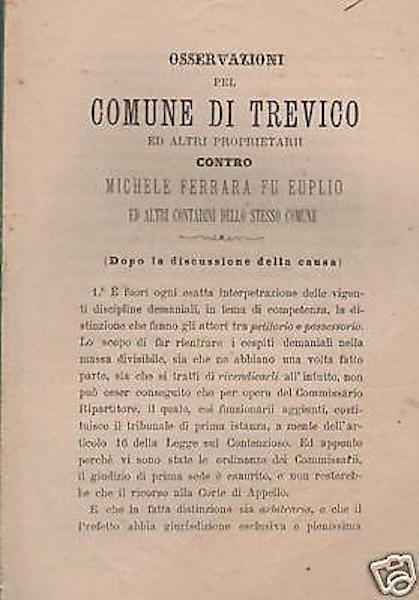 OSSERVAZIONI
PEL
COMUNE DI TREVICO
ED ALTRI PROPRIETARII
CONTRO
MICHELE FERRARA FU EUPLIO
ED ALTRI CONTADINI DELLO STESSO COMUNE
(Dopo la discussione della causa)
1.° È fuori ogni esatta interpetrazione delle vigen-
ti discipline demaniali, in tema di competenza, la di-
stinzione che fanno gli attori tra petitorio e possessorio.
Lo scopo di far rientrare i cespiti demaniali nella
massa divisibile, sia che ne abbiano una volta fatto
parte, sia che si tratti di rivendicarli all'intutto, non
può esser conseguito che per opera del Commissario
Ripartitore, il quale, coi funzionarii aggiunti, costi-
tuisce il tribunale di prima istanza, a mente dell'ar-
ticolo 16 della Legge sul Contenzioso. Ed appunto
perchè vi sono state le ordinanze dei Commissarii,
il giudizio di prima sede è esaurito, e non restereb-
be che il ricorso alla Corte di Appello.
E che la fatta distinzione sia arbitraria, e che il
Prefetto abbia giurisdizione esclusiva e pienissima